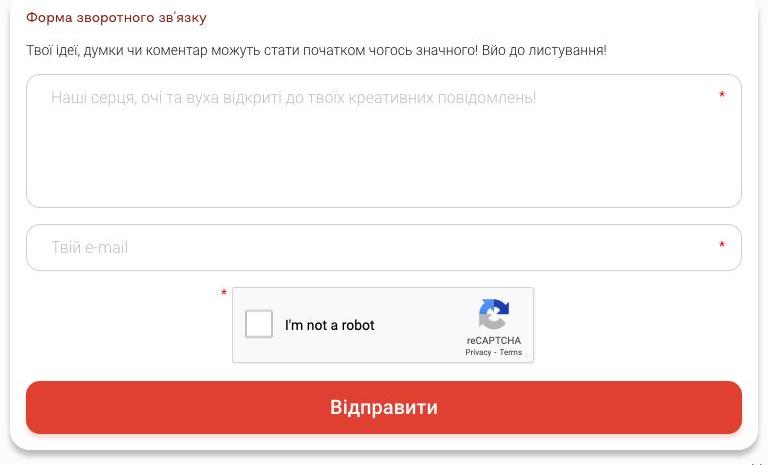 Форма зворотного зв'язку
Твої ідеї, думки чи коментар можуть стати початком чогось значного! Вйо до листування!
Наші серця, очі та вуха відкриті до твоїх креативних повідомлень!
*
Твій e-mail
*
*
I'm not a robot
reCAPTCHA
Privacy - Terms
Відправити